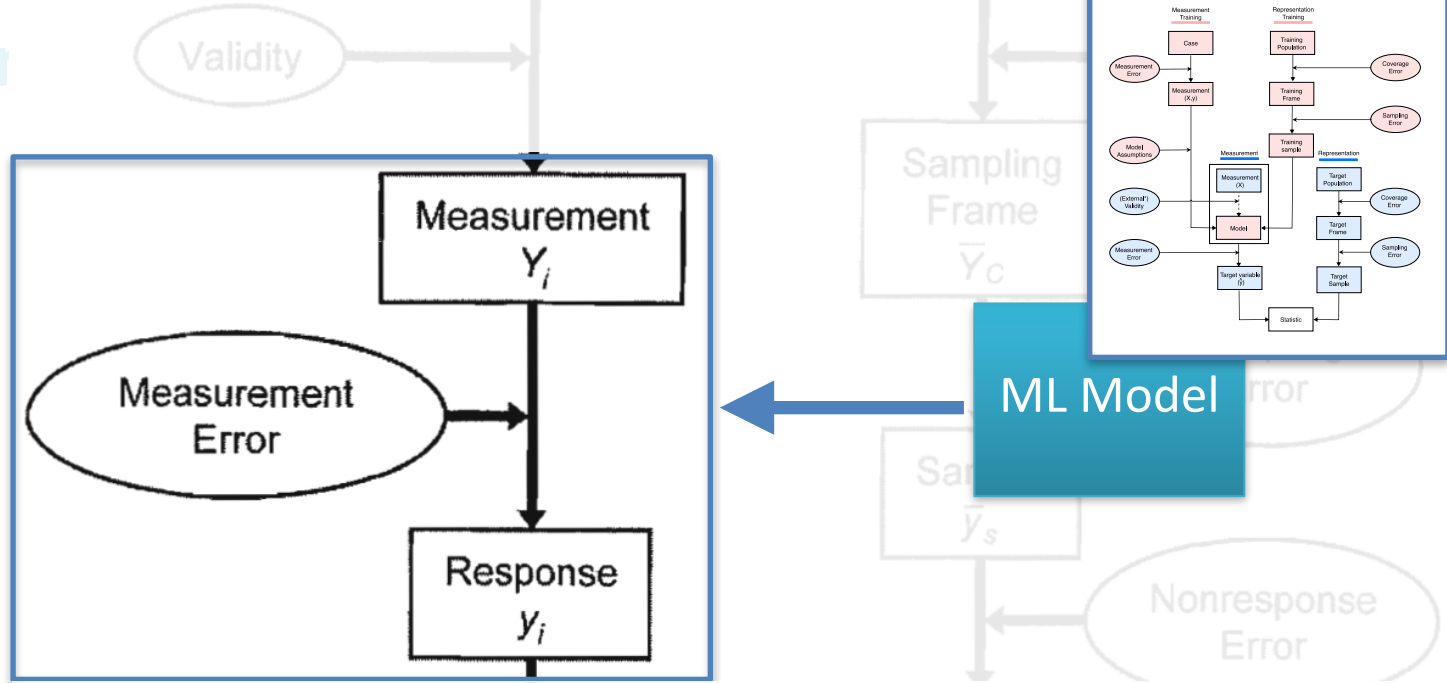 Validity
Measurement
Yi
Measurement
Error
Response
yi
Sampling
Frame
Y̅C
ML Model
rror
Sa
y̅s
Nonresponse
Error
Measurement
Training
Representation
Training
Case
Training
Population
Measurement
Error
Coverage
Error
Measurement
(X,y)
Training
Frame
Sampling
Error
Model
Assumptions
Training
sample
Measurement
Representation
Measurement
(X)
Target
Population
(External*)
Validity
Coverage
Error
Model
Target
Frame
Measurement
Error
Sampling
Error
Target variable
(ŷ)
Target
Sample
Statistic